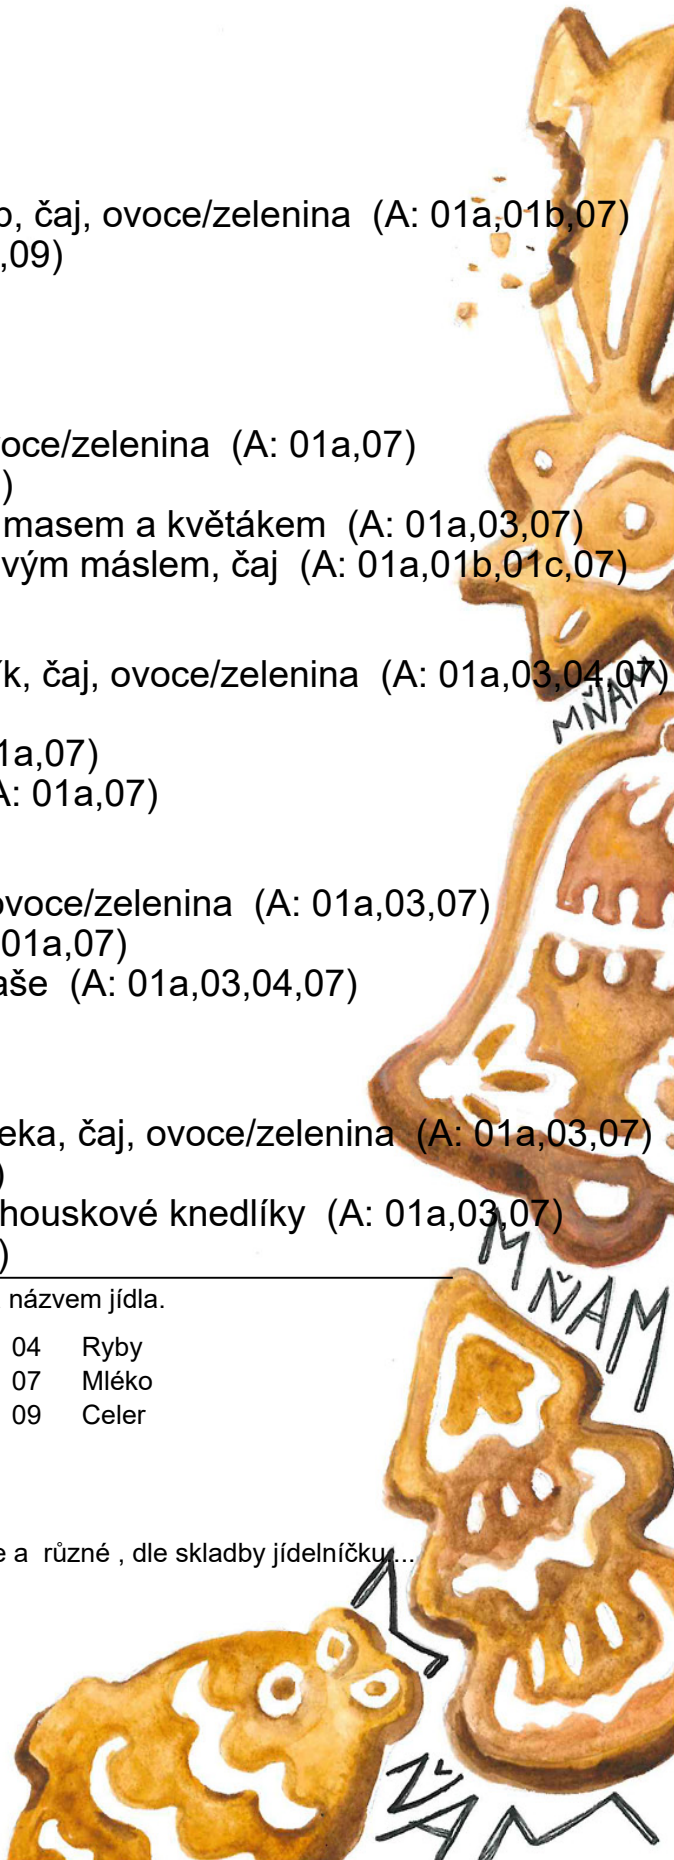 , čaj, ovoce/zelenina (A: 01a,01b,07)
,09)
oce/zelenina (A: 01a,07)
)
masem a květákem (A: 01a,03,07)
vým máslem, čaj (A: 01a,01b,01c,07)
k, čaj, ovoce/zelenina (A: 01a,03,04,07)
MŇAM
1a,07)
A: 01a,07)
ovoce/zelenina (A: 01a,03,07)
01a,07)
aše (A: 01a,03,04,07)
eka, čaj, ovoce/zelenina (A: 01a,03,07)
)
houskové knedlíky (A: 01a,03,07)
)
MŇAM
názvem jídla.
04 Ryby
07 Mléko
09 Celer
e a různé , dle skladby jídelníčku....
MŇAM